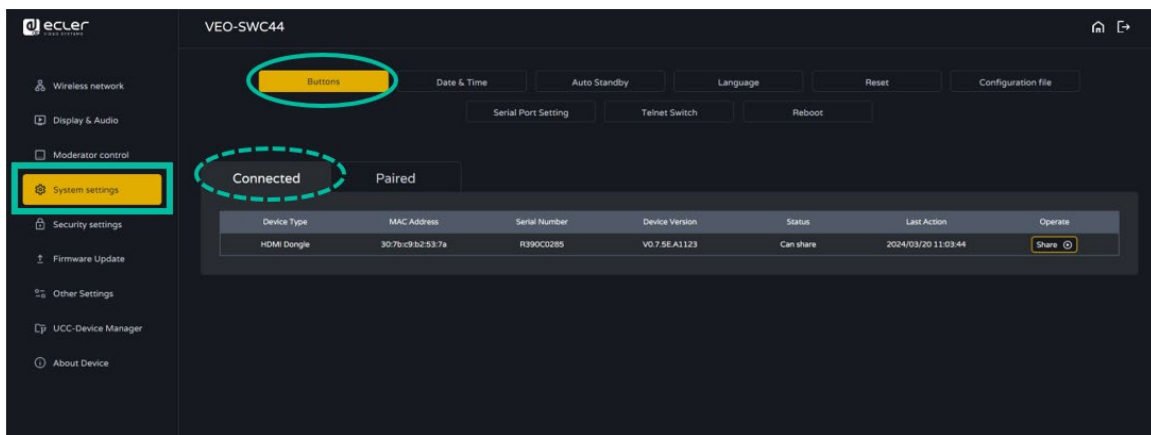 ecler
VIDEO SYSTEMS
VEO-SWC44
Wireless network
Display & Audio
Moderator control
System settings
Security settings
Firmware Update
Other Settings
UCC-Device Manager
About Device
Buttons Date & Time Auto Standby Language Reset Configuration file
Serial Port Setting Telnet Switch Reboot
Connected Paired
Device Type MAC Address Serial Number Device Version Status Last Action Operate
HDMI Dongle 30:7b:c9:b2:53:7a R390C0285 V0.7.5E.A1123 Can share 2024/03/20 11:03:44 Share